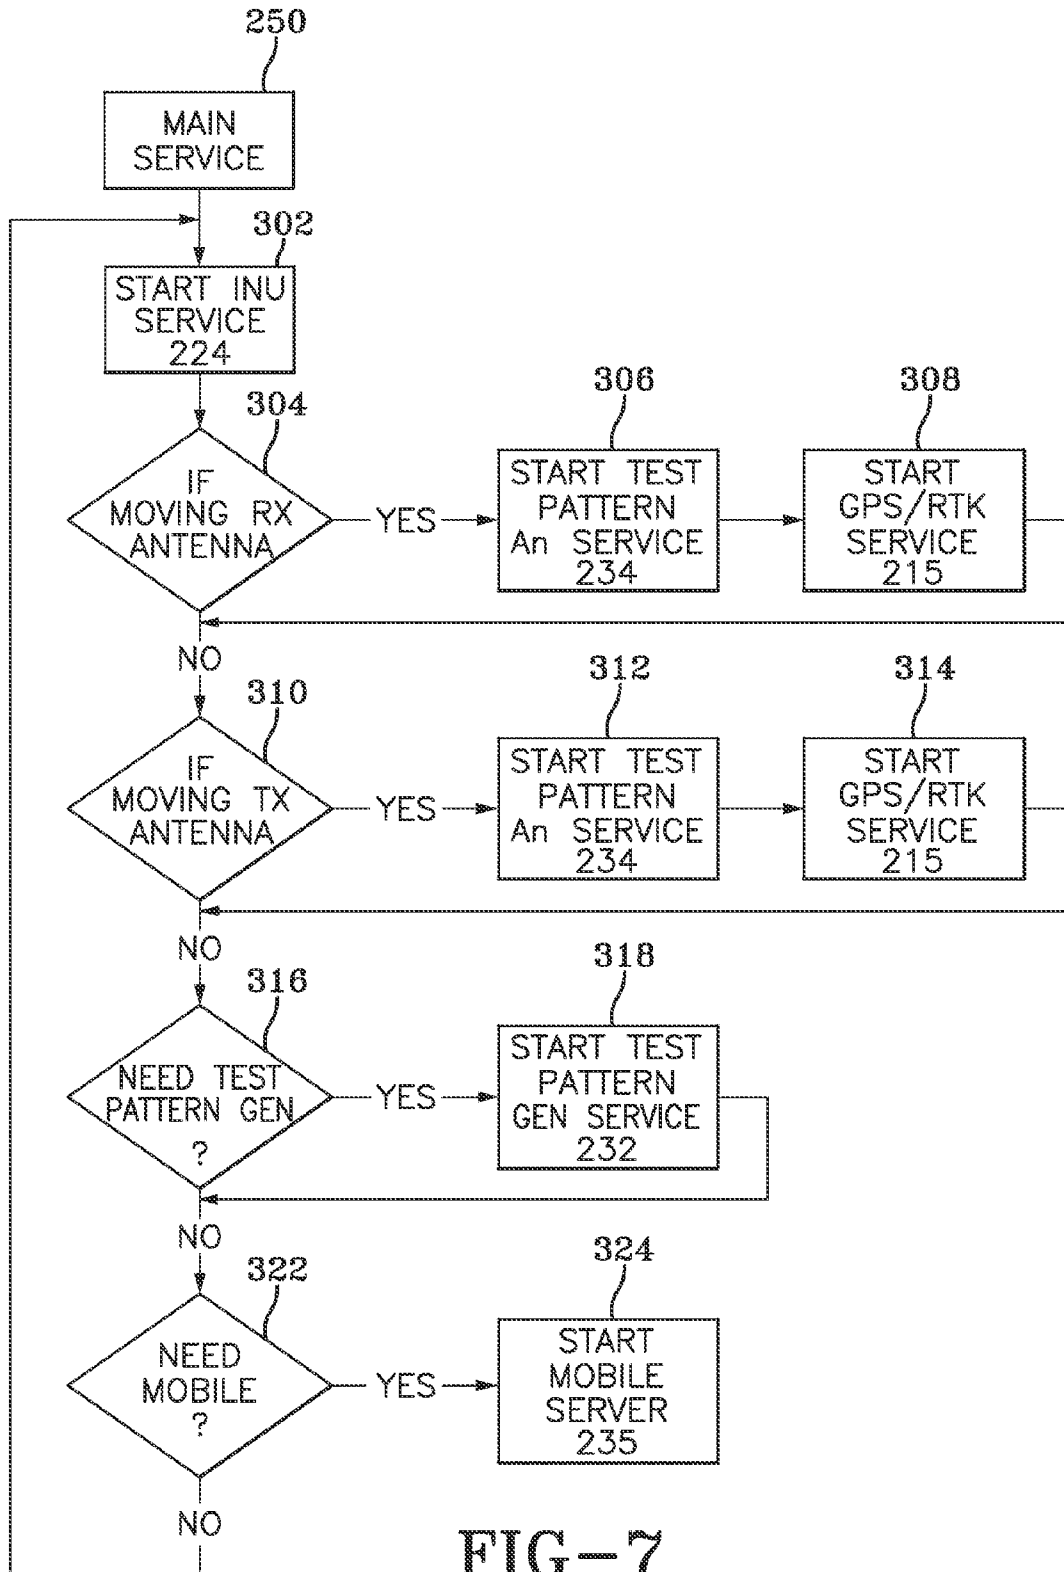 250
MAIN
SERVICE
302
START INU
SERVICE
224
304
IF
MOVING RX
ANTENNA
YES
306
START TEST
PATTERN
An SERVICE
234
308
START
GPS/RTK
SERVICE
215
NO
310
IF
MOVING TX
ANTENNA
YES
312
START TEST
PATTERN
An SERVICE
234
314
START
GPS/RTK
SERVICE
215
NO
316
NEED TEST
PATTERN GEN
?
YES
318
START TEST
PATTERN
GEN SERVICE
232
NO
322
NEED
MOBILE
?
YES
324
START
MOBILE
SERVER
235
NO
FIG-7